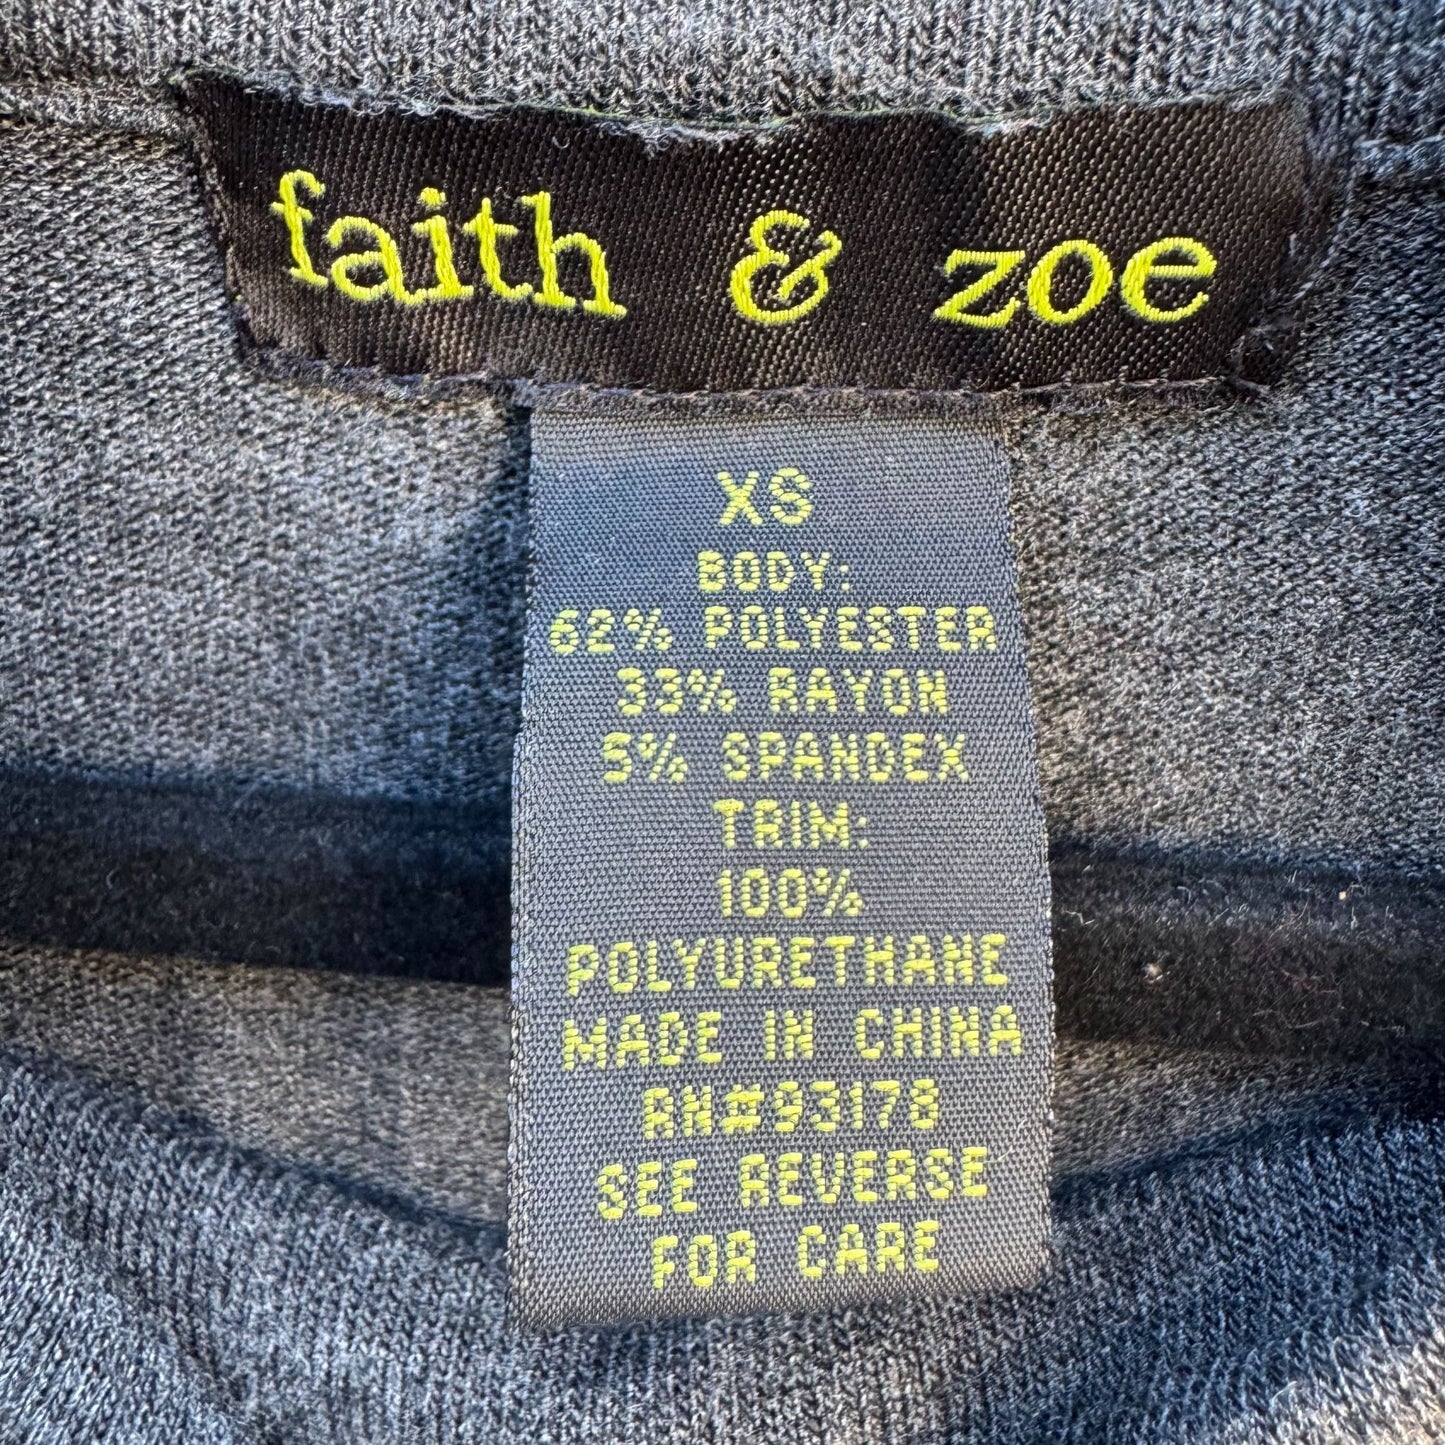 faith & zoe
XS
BODY:
62% POLYESTER
33% RAYON
5% SPANDEX
TRIM:
100%
POLYURETHANE
MADE IN CHINA
RN#93178
SEE REVERSE
FOR CARE